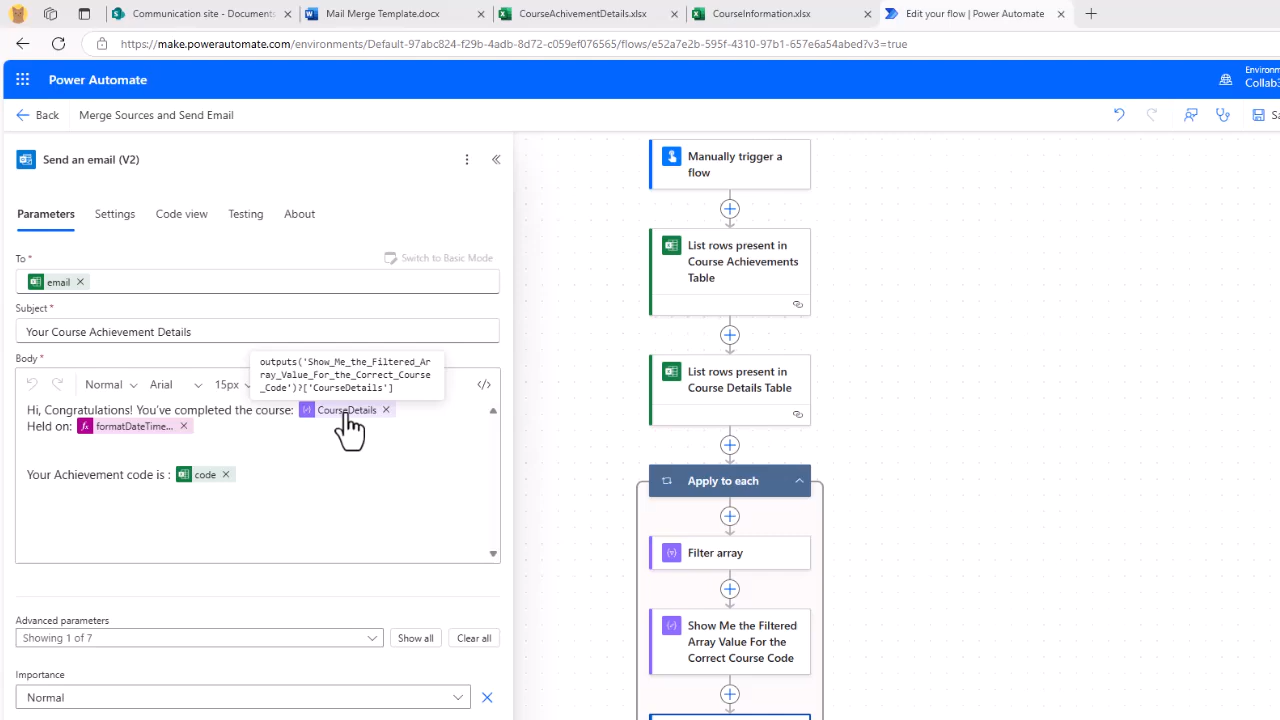 Communication site - Document:
Mail Merge Template.docx
CourseAchivementDetails.xlsx
CourseInformation.xlsx
Edit your flow | Power Automate
https://make.powerautomate.com/environments/Default-97abc824-f29b-4adb-8d72-c059ef076565/flows/e52a7e2b-595f-4310-97b1-657e6a54abed?v3=true
Power Automate
Environm
Collab3
Back
Merge Sources and Send Email
Sa
Send an email (V2)
Parameters
Settings
Code view
Testing
About
To *
Switch to Basic Mode
email
Subject *
Your Course Achievement Details
Body *
outputs('Show_Me_the_Filtered_Ar
ray_Value_For_the_Correct_Course
_Code')?['CourseDetails']
Normal
Arial
15px
</>
Hi, Congratulations! You've completed the course: CourseDetails
Held on: fx formatDateTime...
Your Achievement code is : code
Advanced parameters
Showing 1 of 7
Show all
Clear all
Importance
Normal
Manually trigger a
flow
List rows present in
Course Achievements
Table
List rows present in
Course Details Table
Apply to each
Filter array
Show Me the Filtered
Array Value For the
Correct Course Code